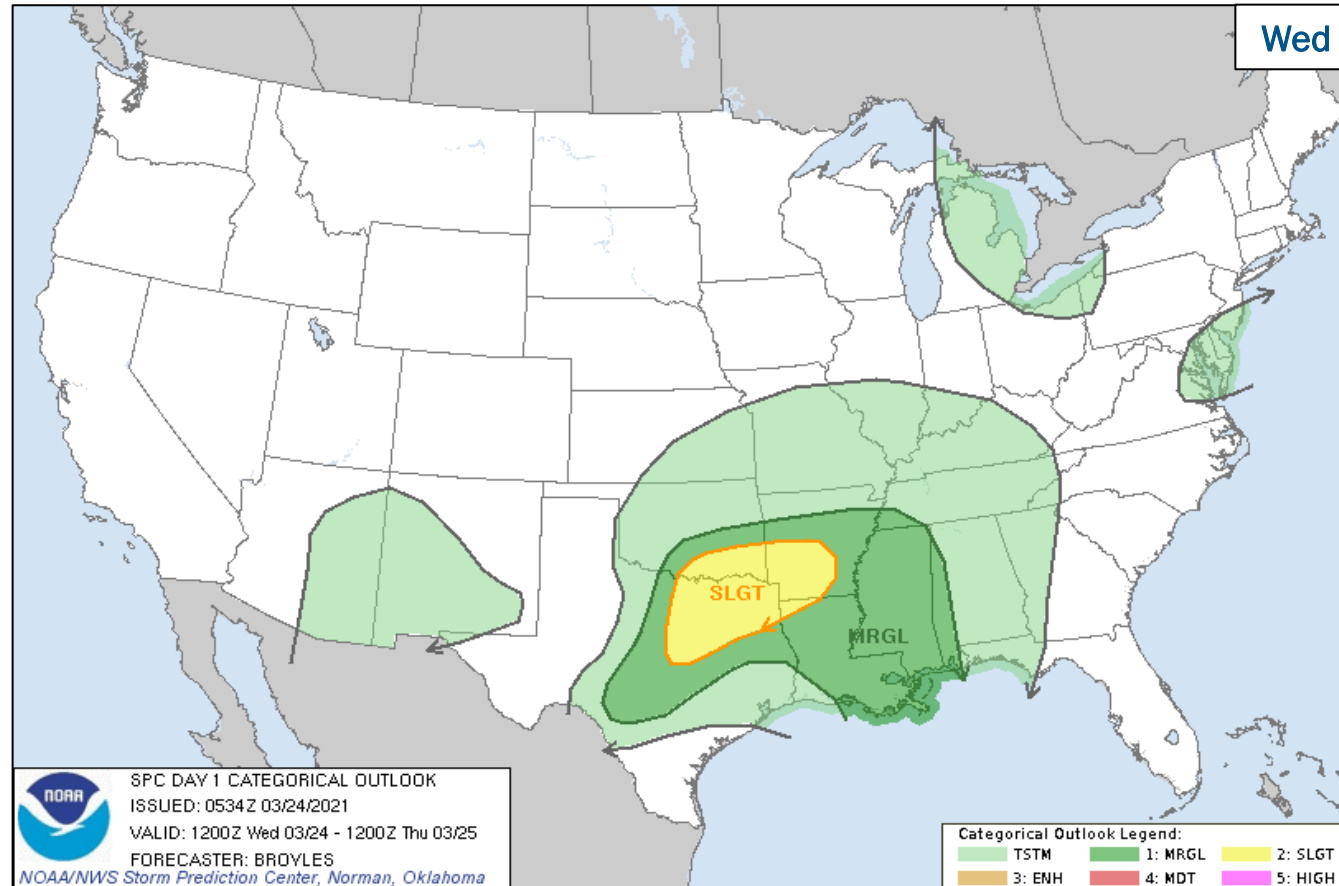 Wed
SLGT
MRGL
NOAA
SPC DAY 1 CATEGORICAL OUTLOOK
ISSUED: 0534Z 03/24/2021
VALID: 1200Z Wed 03/24 - 1200Z Thu 03/25
FORECASTER: BROYLES
NOAA/NWS Storm Prediction Center, Norman, Oklahoma
Categorical Outlook Legend:
TSTM 1: MRGL 2: SLGT
3: ENH 4: MDT 5: HIGH